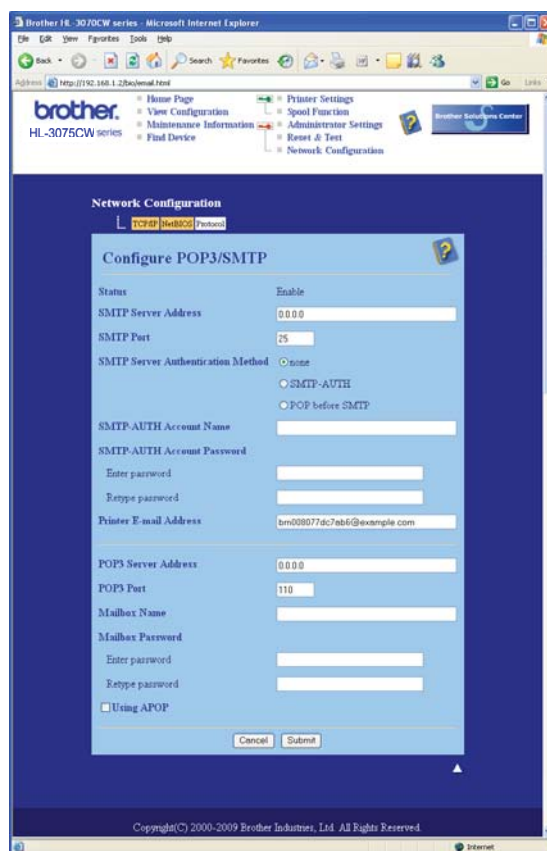 Brother HL-3070CW series - Microsoft Internet Explorer
File Edit View Favorites Tools Help
Back Search Favorites
Address http://192.168.1.2/bio/email.html Go Links
brother.
HL-3075CW series
Home Page
View Configuration
Maintenance Information
Find Device
Printer Settings
Spool Function
Administrator Settings
Reset & Test
Network Configuration
Brother Solutions Center
Network Configuration
TCP/IP NetBIOS Protocol
Configure POP3/SMTP
Status Enable
SMTP Server Address 0.0.0.0
SMTP Port 25
SMTP Server Authentication Method none
SMTP-AUTH
POP before SMTP
SMTP-AUTH Account Name
SMTP-AUTH Account Password
Enter password
Retype password
Printer E-mail Address brn008077dc7ab6@example.com
POP3 Server Address 0.0.0.0
POP3 Port 110
Mailbox Name
Mailbox Password
Enter password
Retype password
Using APOP
Cancel Submit
Copyright(C) 2000-2009 Brother Industries, Ltd. All Rights Reserved.
Internet